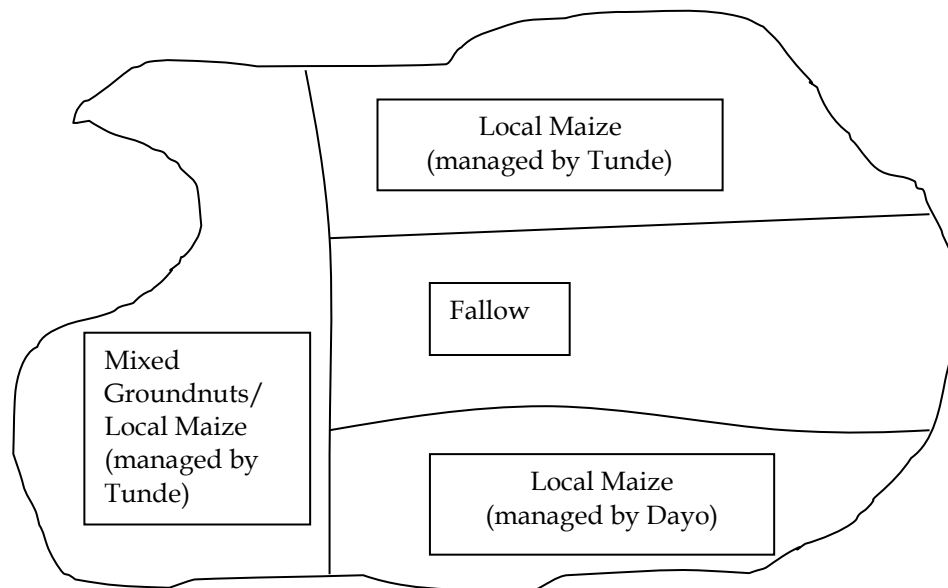 Local Maize
(managed by Tunde)
Fallow
Mixed
Groundnuts/
Local Maize
(managed by
Tunde)
Local Maize
(managed by Dayo)